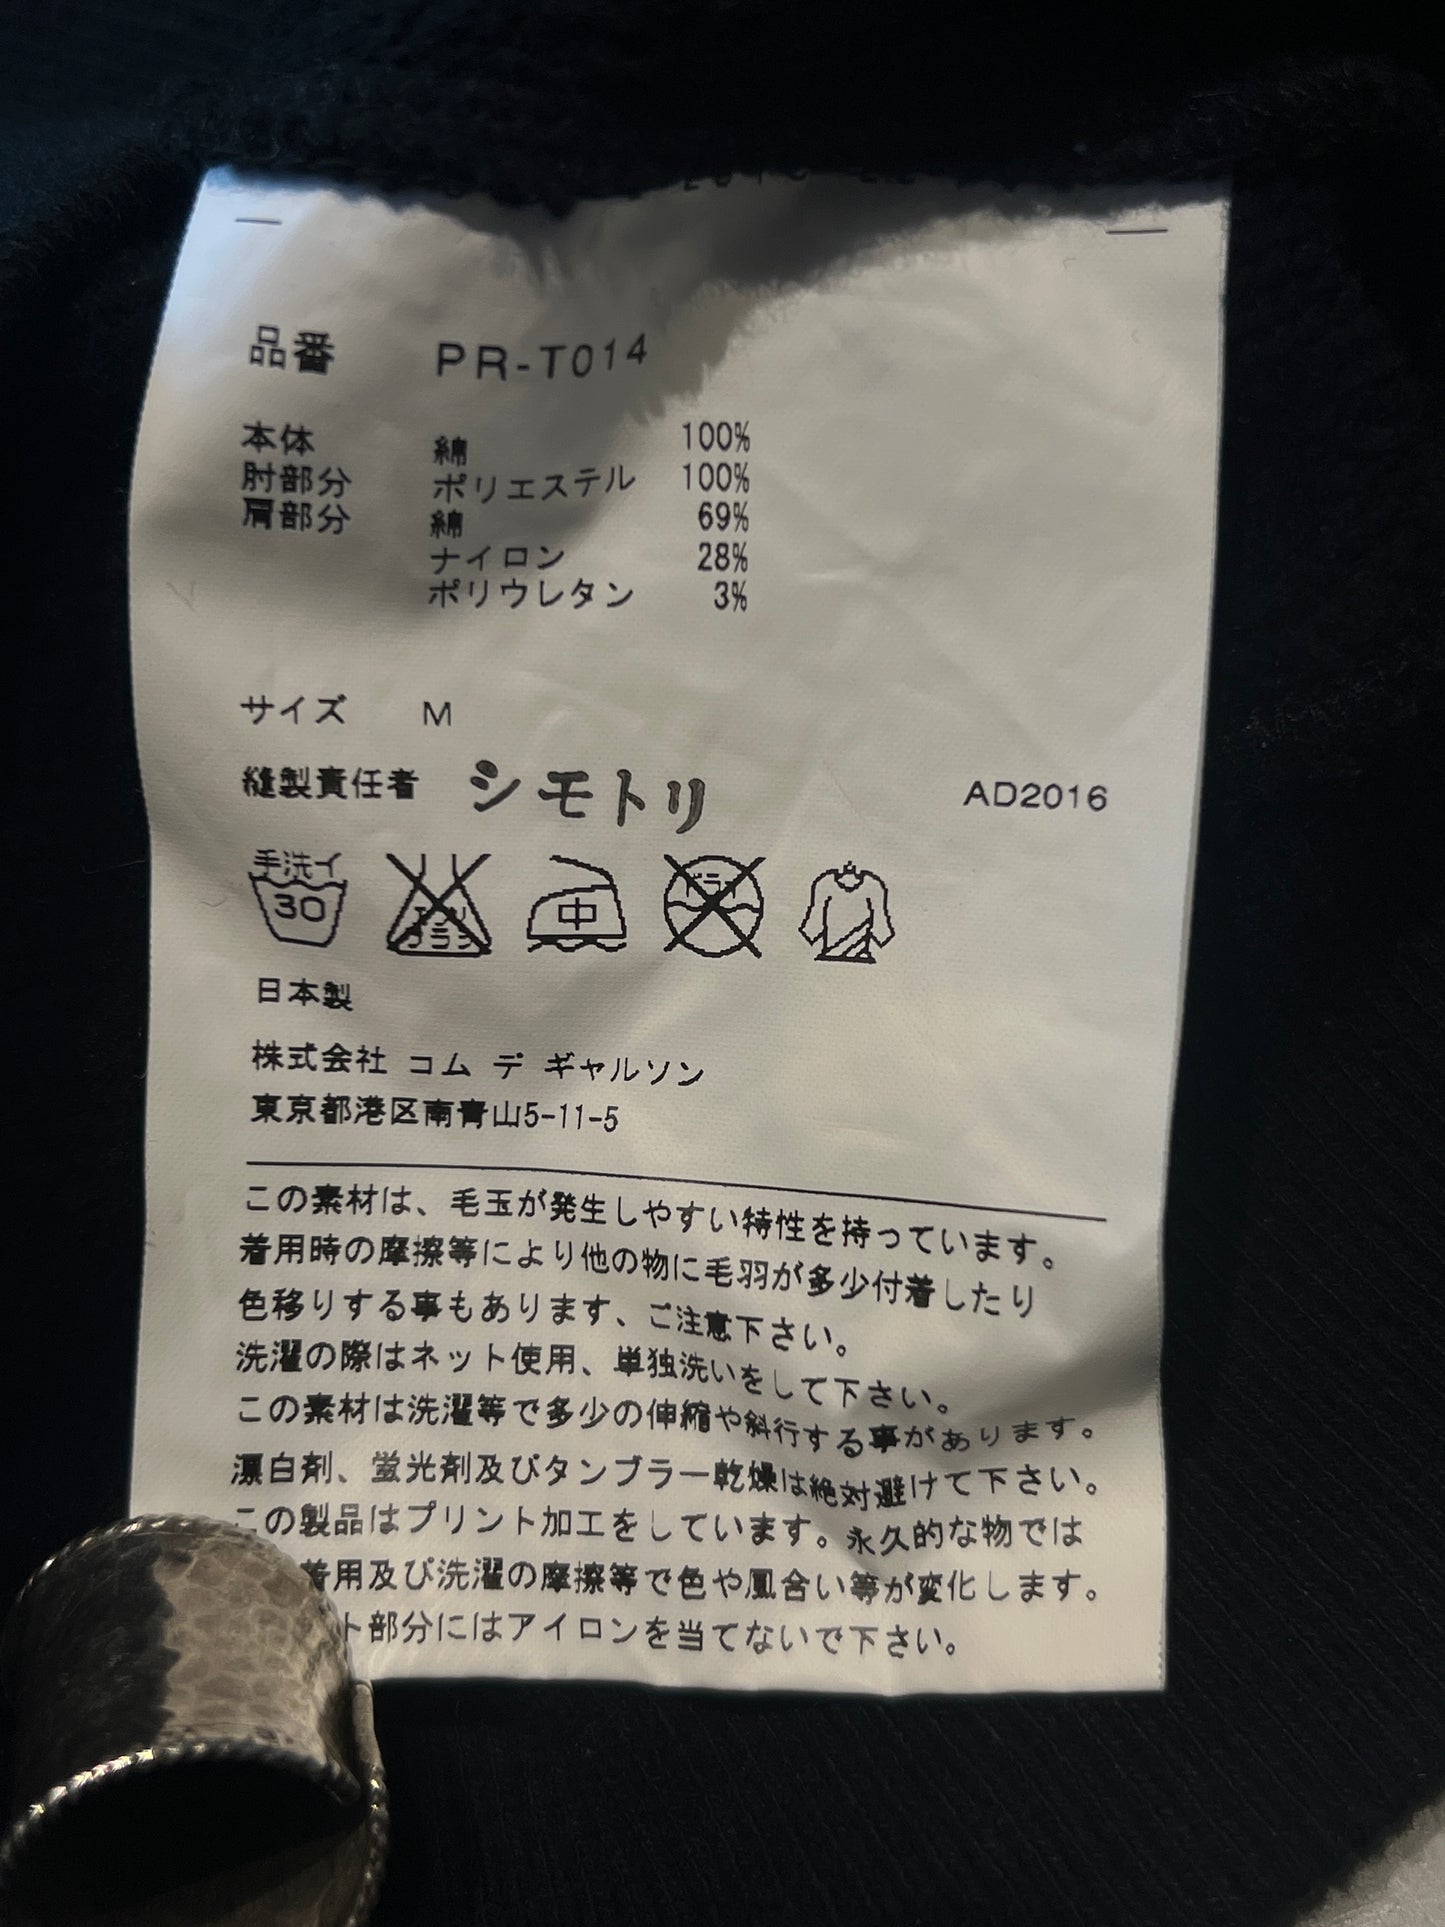 品番 PR-T014
本体 綿 100%
肘部分 ポリエステル 100%
肩部分 綿 69%
ナイロン 28%
ポリウレタン 3%
サイズ M
縫製責任者 シモトリ AD2016
手洗イ
30
中
ドライ
日本製
株式会社 コム デ ギャルソン
東京都港区南青山5-11-5
この素材は、毛玉が発生しやすい特性を持っています。
着用時の摩擦等により他の物に毛羽が多少付着したり
色移りする事もあります、ご注意下さい。
洗濯の際はネット使用、単独洗いをして下さい。
この素材は洗濯等で多少の伸縮や斜行する事があります。
漂白剤、蛍光剤及びタンブラー乾燥は絶対避けて下さい。
この製品はプリント加工をしています。永久的な物では
着用及び洗濯の摩擦等で色や風合い等が変化します。
ト部分にはアイロンを当てないで下さい。